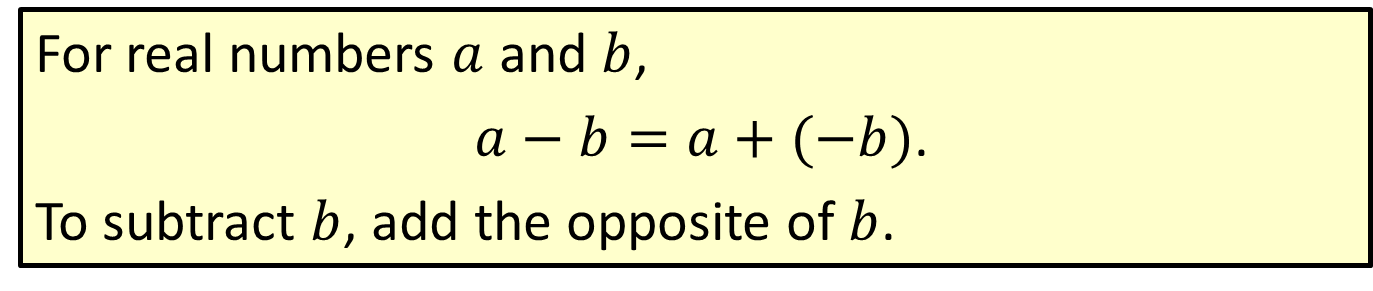 For real numbers a and b,
a − b = a + (−b).
To subtract b, add the opposite of b.